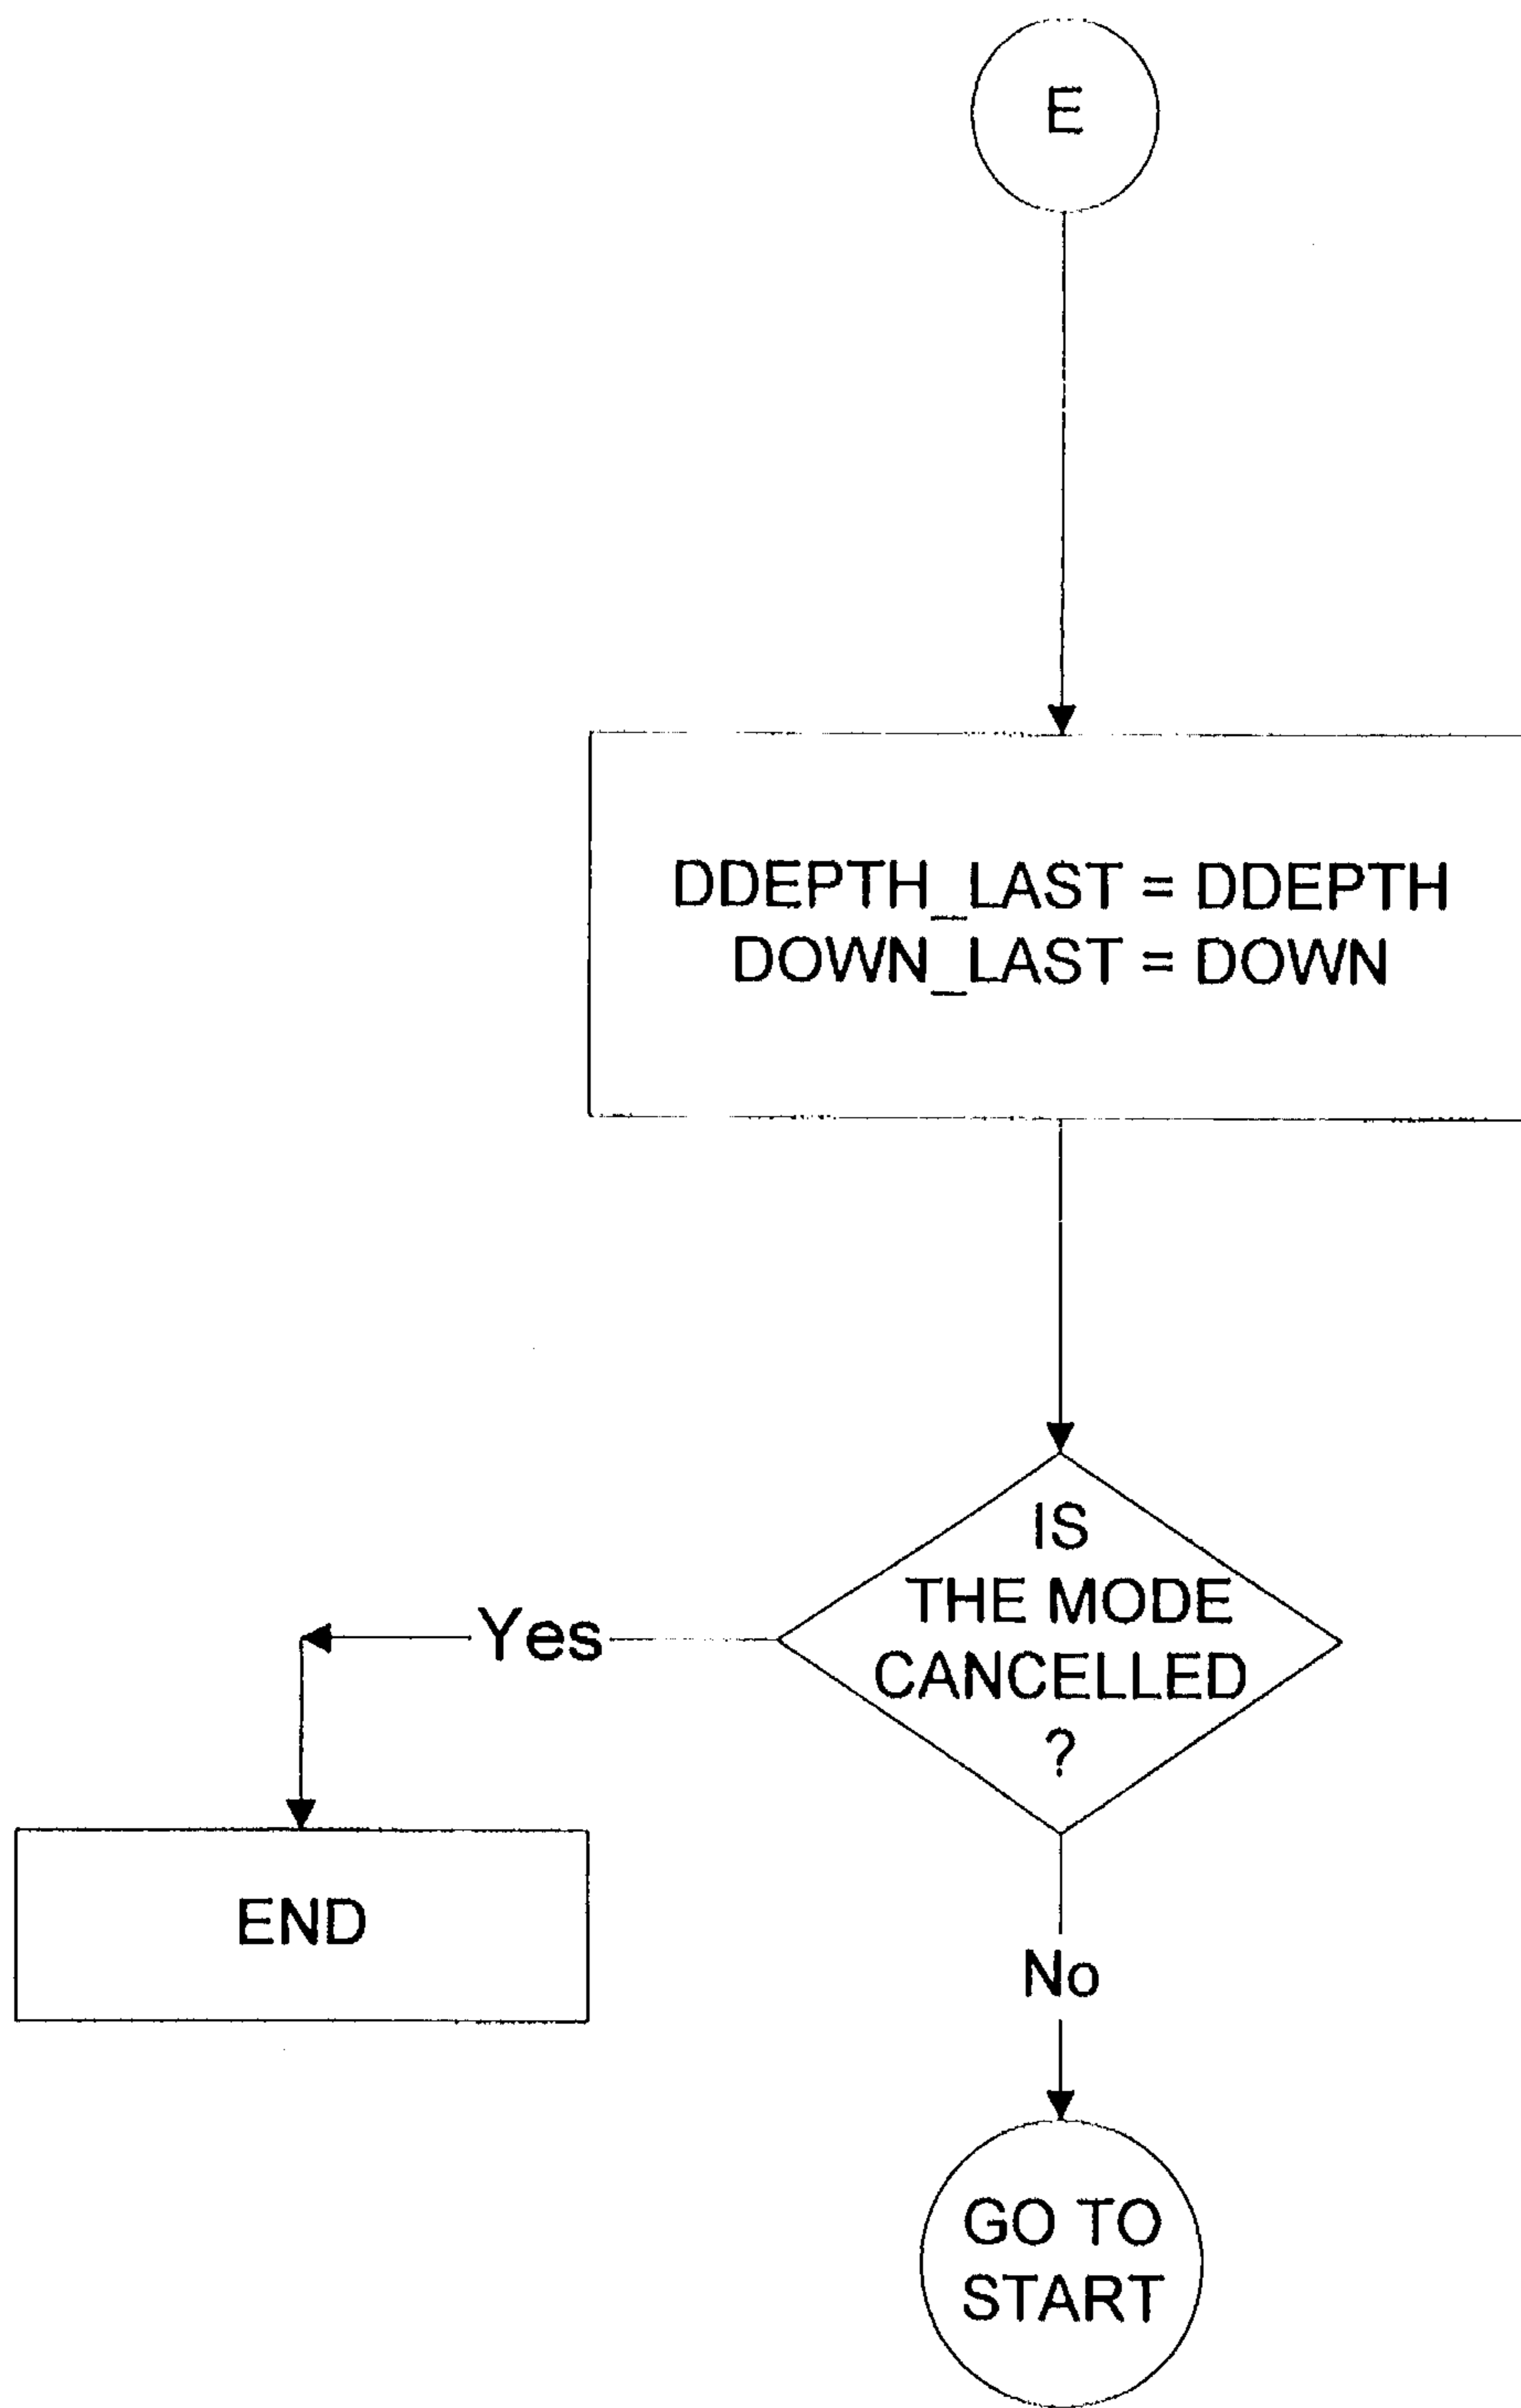 E
DDEPTH_LAST = DDEPTH
DOWN_LAST = DOWN
IS
THE MODE
CANCELLED
?
Yes
END
No
GO TO
START